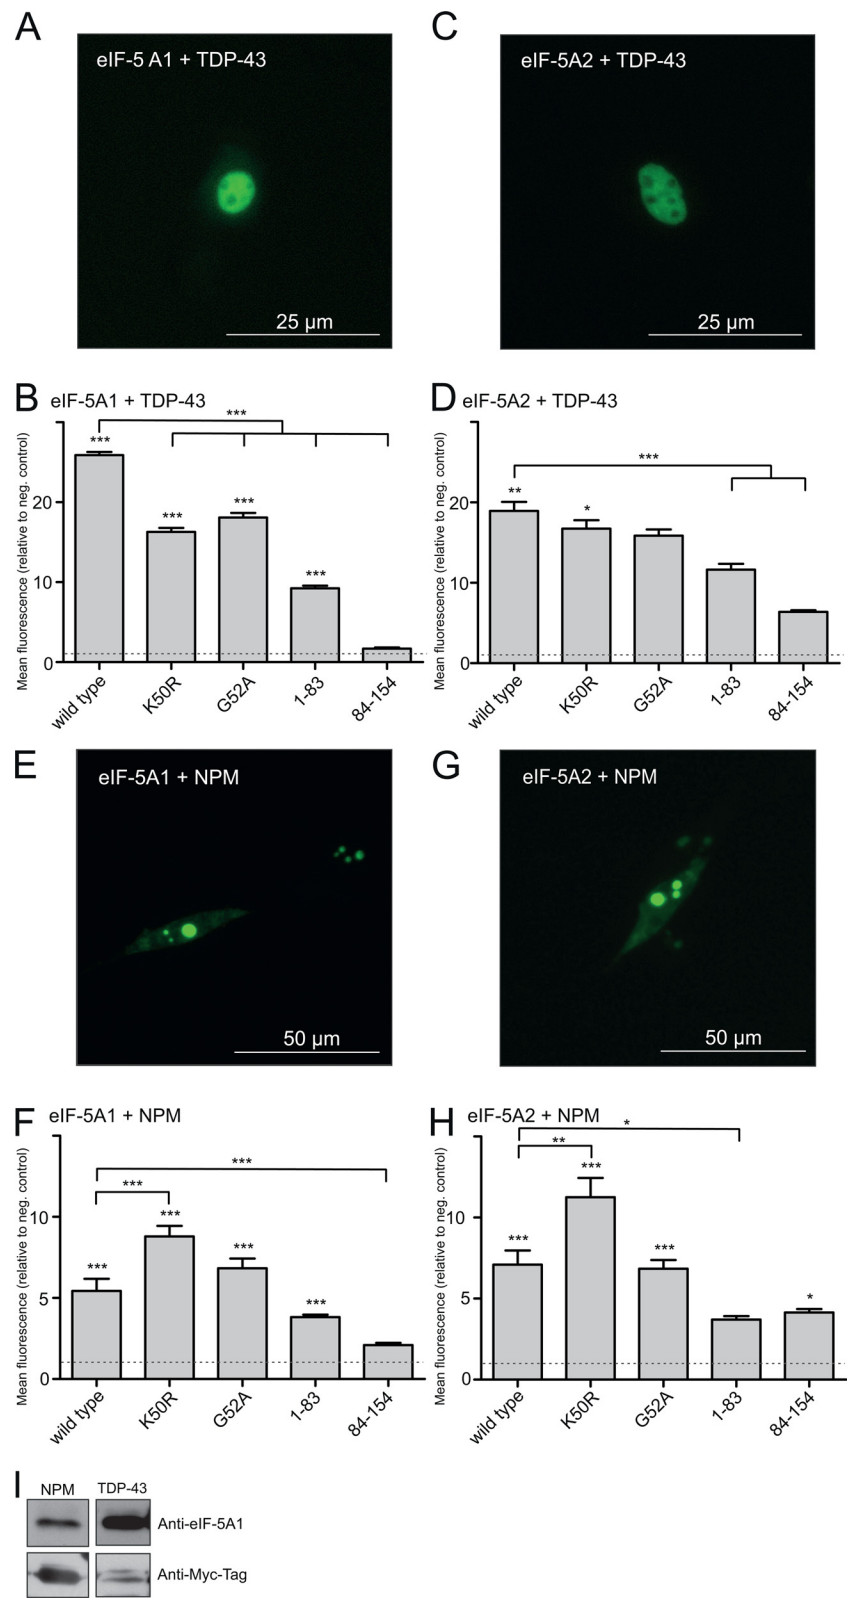 A
eIF-5 A1 + TDP-43
25 µm
C
eIF-5A2 + TDP-43
25 µm
B eIF-5A1 + TDP-43
Mean fluorescence (relative to neg. control)
20
10
0
***
***
***
***
***
wild type
K50R
G52A
1-83
84-154
D eIF-5A2 + TDP-43
20
10
0
***
**
*
wild type
K50R
G52A
1-83
84-154
Mean fluorescence (relative to neg. control)
E
eIF-5A1 + NPM
50 µm
G
eIF-5A2 + NPM
50 µm
F eIF-5A1 + NPM
Mean fluorescence (relative to neg. control)
10
5
0
***
***
***
***
***
***
wild type
K50R
G52A
1-83
84-154
H eIF-5A2 + NPM
Mean fluorescence (relative to neg. control)
10
5
0
*
**
***
***
***
*
wild type
K50R
G52A
1-83
84-154
I
NPM TDP-43
Anti-eIF-5A1
Anti-Myc-Tag